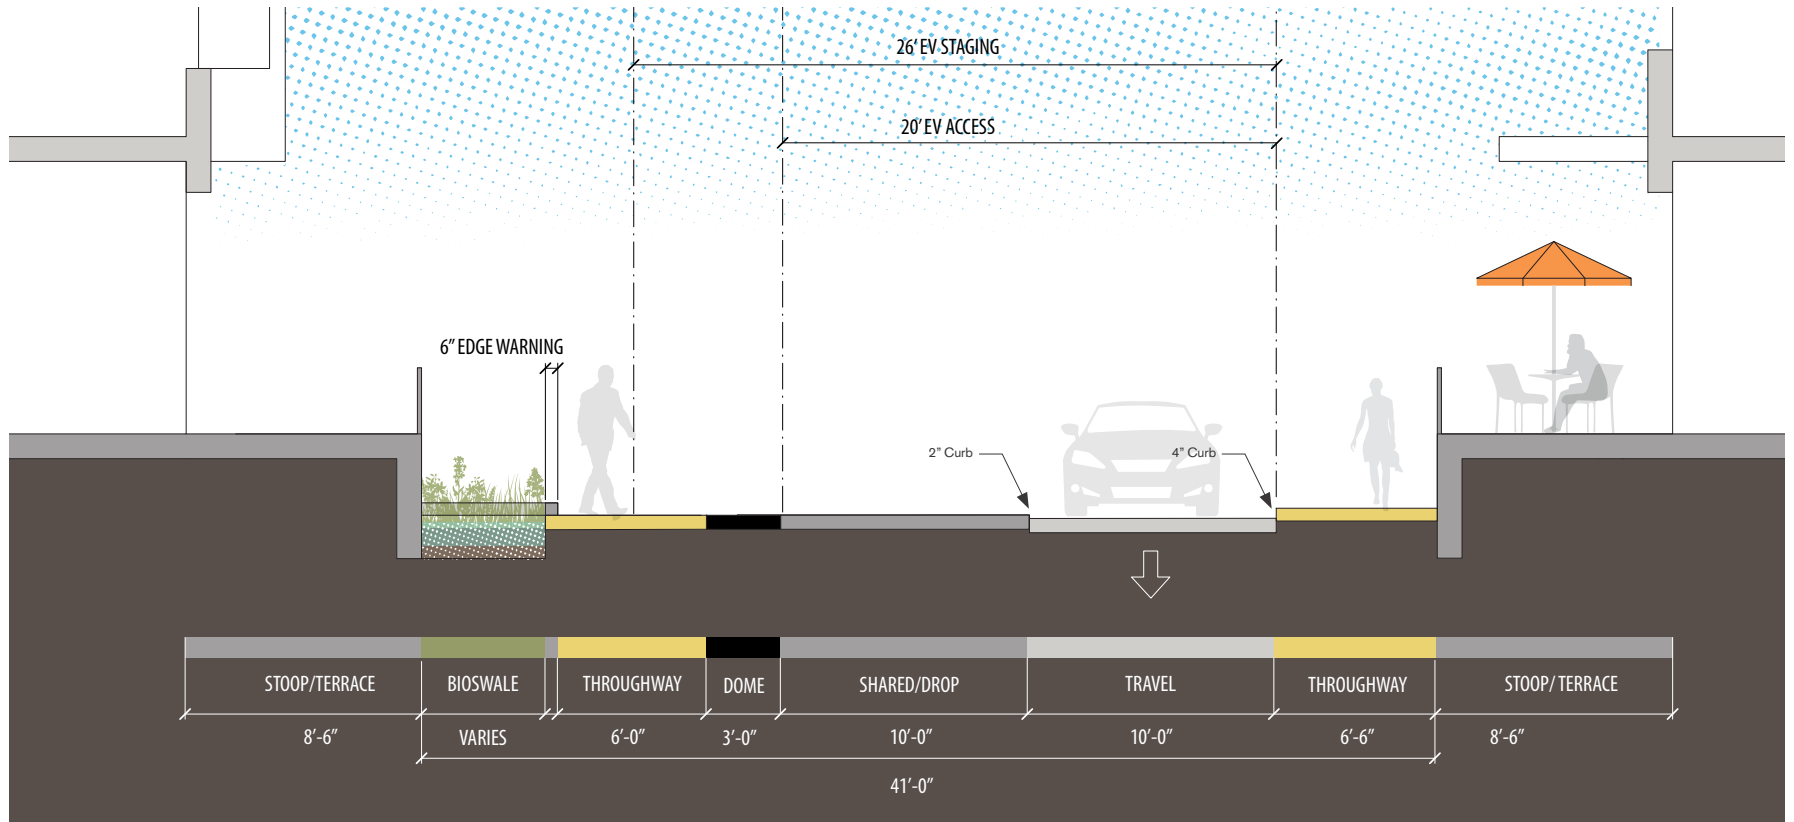 26' EV STAGING
20' EV ACCESS
6" EDGE WARNING
2" Curb
4" Curb
STOOP/TERRACE
BIOSWALE
THROUGHWAY
DOME
SHARED/DROP
TRAVEL
THROUGHWAY
STOOP/ TERRACE
8'-6"
VARIES
6'-0"
3'-0"
10'-0"
10'-0"
6'-6"
8'-6"
41'-0"